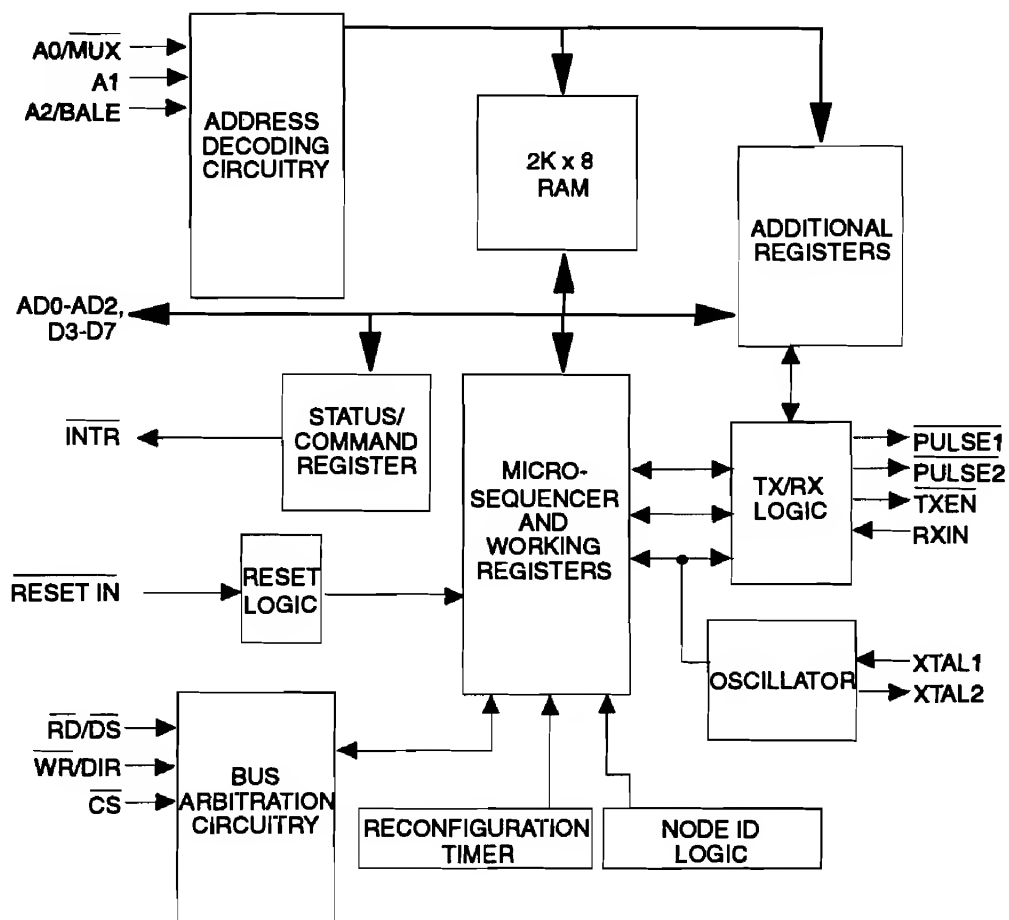 A0/MUX
A1
A2/BALE
ADDRESS
DECODING
CIRCUITRY
2K x 8
RAM
ADDITIONAL
REGISTERS
AD0-AD2,
D3-D7
INTR
STATUS/
COMMAND
REGISTER
MICRO-
SEQUENCER
AND
WORKING
REGISTERS
TX/RX
LOGIC
PULSE1
PULSE2
TXEN
RXIN
RESET IN
RESET
LOGIC
OSCILLATOR
XTAL1
XTAL2
RD/DS
WR/DIR
CS
BUS
ARBITRATION
CIRCUITRY
RECONFIGURATION
TIMER
NODE ID
LOGIC